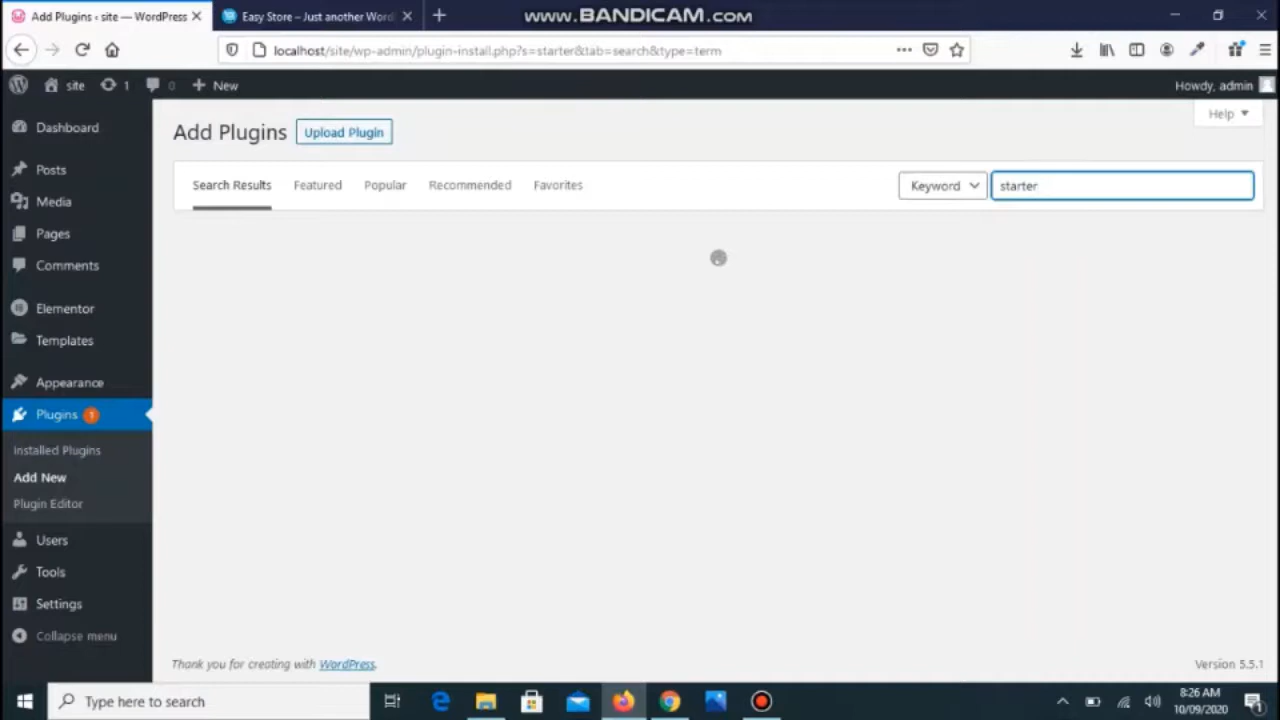 Add Plugins ‹ site — WordPress
Easy Store – Just another Word
www.BANDICAM.com
localhost/site/wp-admin/plugin-install.php?s=starter&tab=search&type=term
site
1
0
New
Howdy, admin
Dashboard
Posts
Media
Pages
Comments
Elementor
Templates
Appearance
Plugins 1
Installed Plugins
Add New
Plugin Editor
Users
Tools
Settings
Collapse menu
Help
Add Plugins
Upload Plugin
Search Results
Featured
Popular
Recommended
Favorites
Keyword
starter
Thank you for creating with WordPress.
Version 5.5.1
Type here to search
8:26 AM
10/09/2020
1